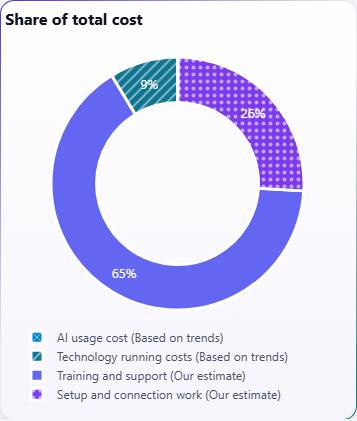 Share of total cost
9%
26%
65%
AI usage cost (Based on trends)
Technology running costs (Based on trends)
Training and support (Our estimate)
Setup and connection work (Our estimate)